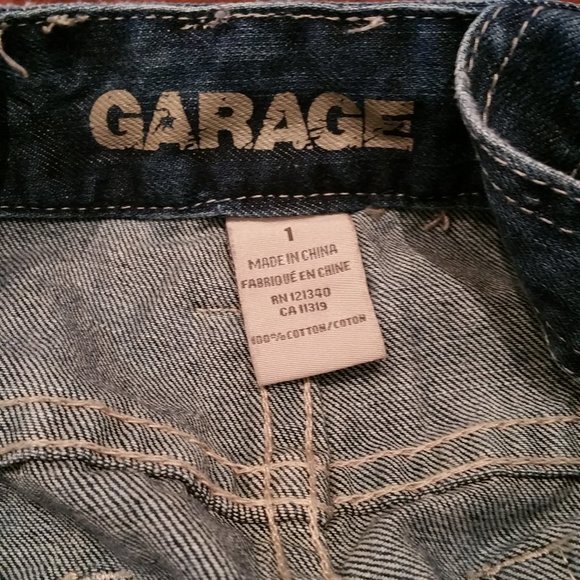 GARAGE
1
MADE IN CHINA
FABRIQUÉ EN CHINE
RN 121340
CA 11319
100% COTTON/COTON